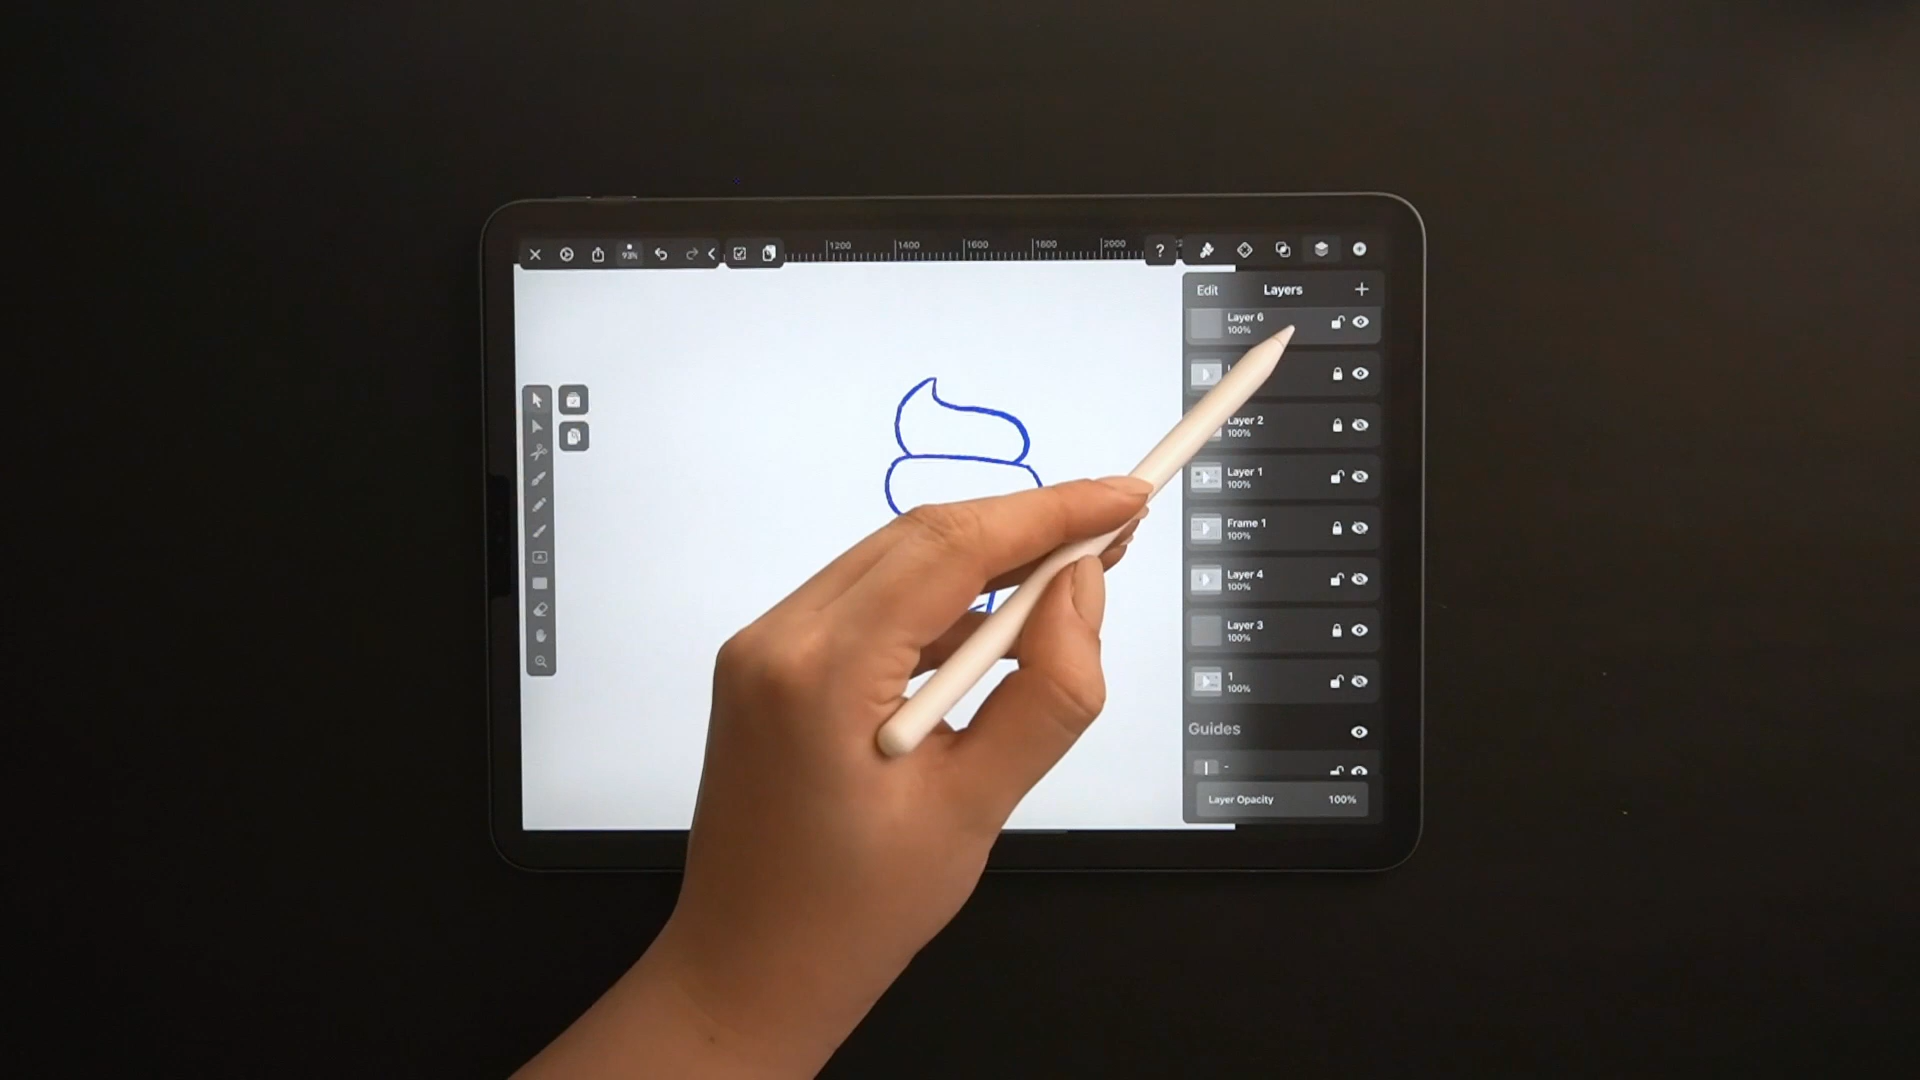 93%
1200
1400
1600
1800
2000
?
Edit
Layers
Layer 6
100%
Layer 2
100%
Layer 1
100%
Frame 1
100%
Layer 4
100%
Layer 3
100%
1
100%
Guides
-
Layer Opacity
100%